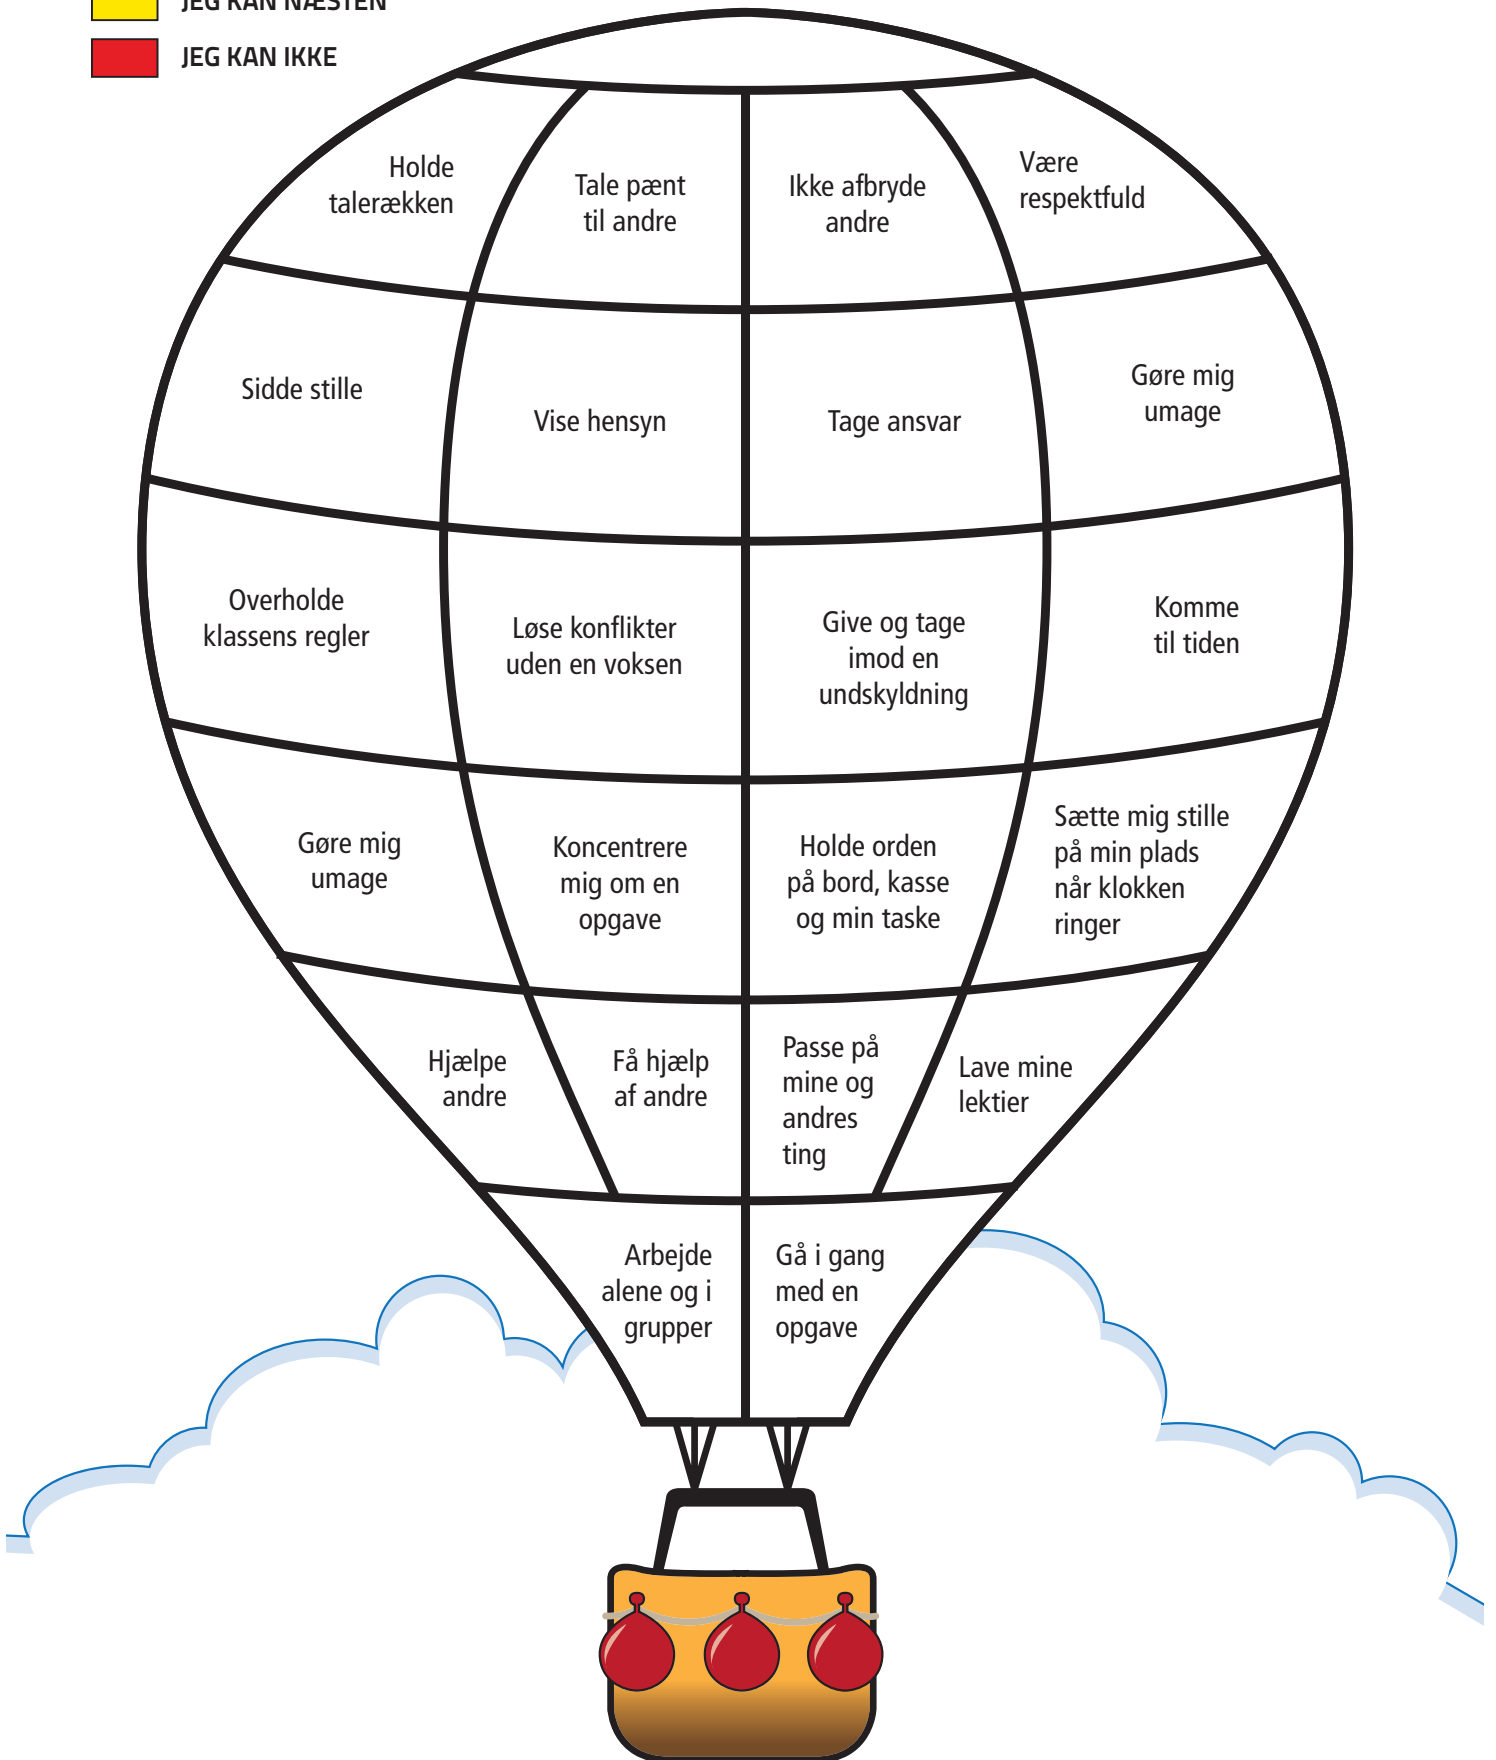 JEG KAN NÆSTEN
JEG KAN IKKE
Holde
talerækken
Tale pænt
til andre
Ikke afbryde
andre
Være
respektfuld
Sidde stille
Vise hensyn
Tage ansvar
Gøre mig
umage
Overholde
klassens regler
Løse konflikter
uden en voksen
Give og tage
imod en
undskyldning
Komme
til tiden
Gøre mig
umage
Koncentrere
mig om en
opgave
Holde orden
på bord, kasse
og min taske
Sætte mig stille
på min plads
når klokken
ringer
Hjælpe
andre
Få hjælp
af andre
Passe på
mine og
andres
ting
Lave mine
lektier
Arbejde
alene og i
grupper
Gå i gang
med en
opgave